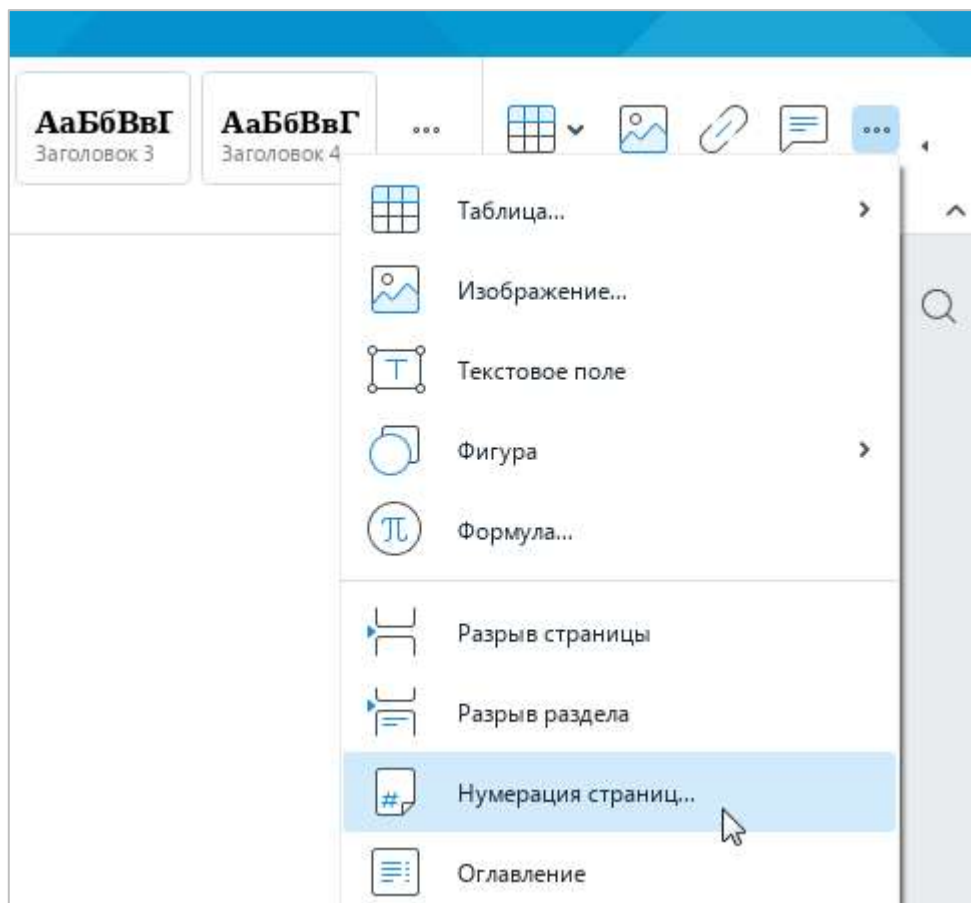 АаБбВвГ
Заголовок 3
АаБбВвГ
Заголовок 4
Таблица...
Изображение...
Текстовое поле
Фигура
Формула...
Разрыв страницы
Разрыв раздела
Нумерация страниц...
Оглавление